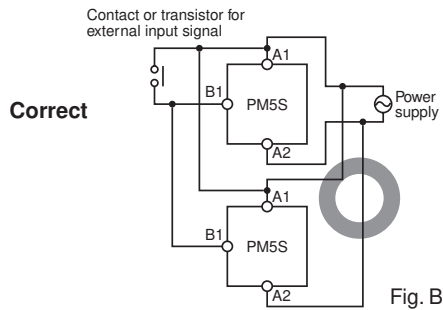 Contact or transistor for
external input signal
A1
B1
PM5S
Power
supply
Correct
A2
A1
B1
PM5S
A2
Fig. B